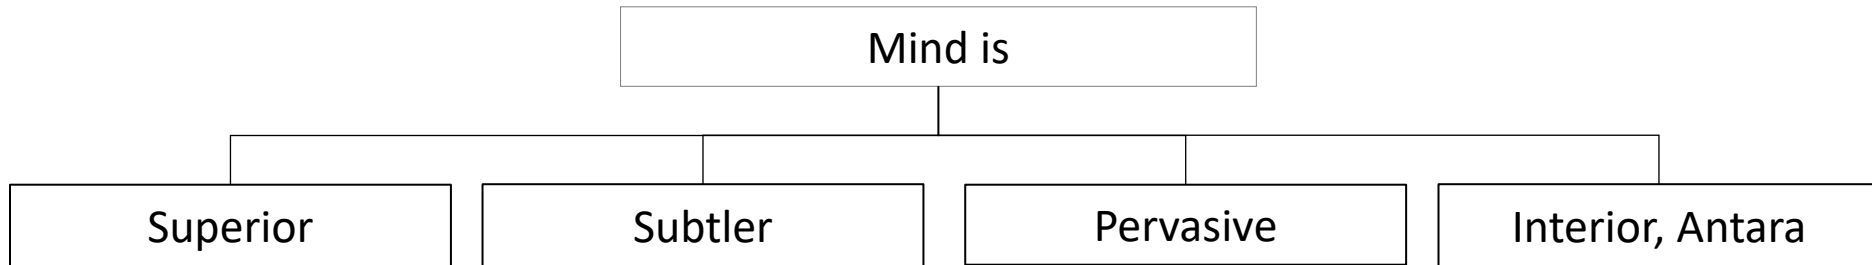 Mind is
Superior
Subtler
Pervasive
Interior, Antara